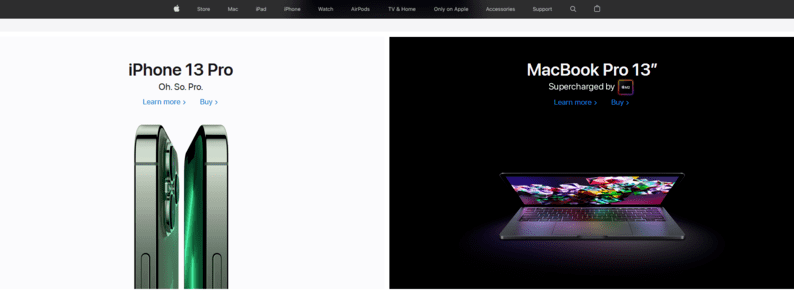 Store Mac iPad iPhone Watch AirPods TV & Home Only on Apple Accessories Support
iPhone 13 Pro
Oh. So. Pro.
Learn more > Buy >
MacBook Pro 13”
Supercharged by M2
Learn more > Buy >